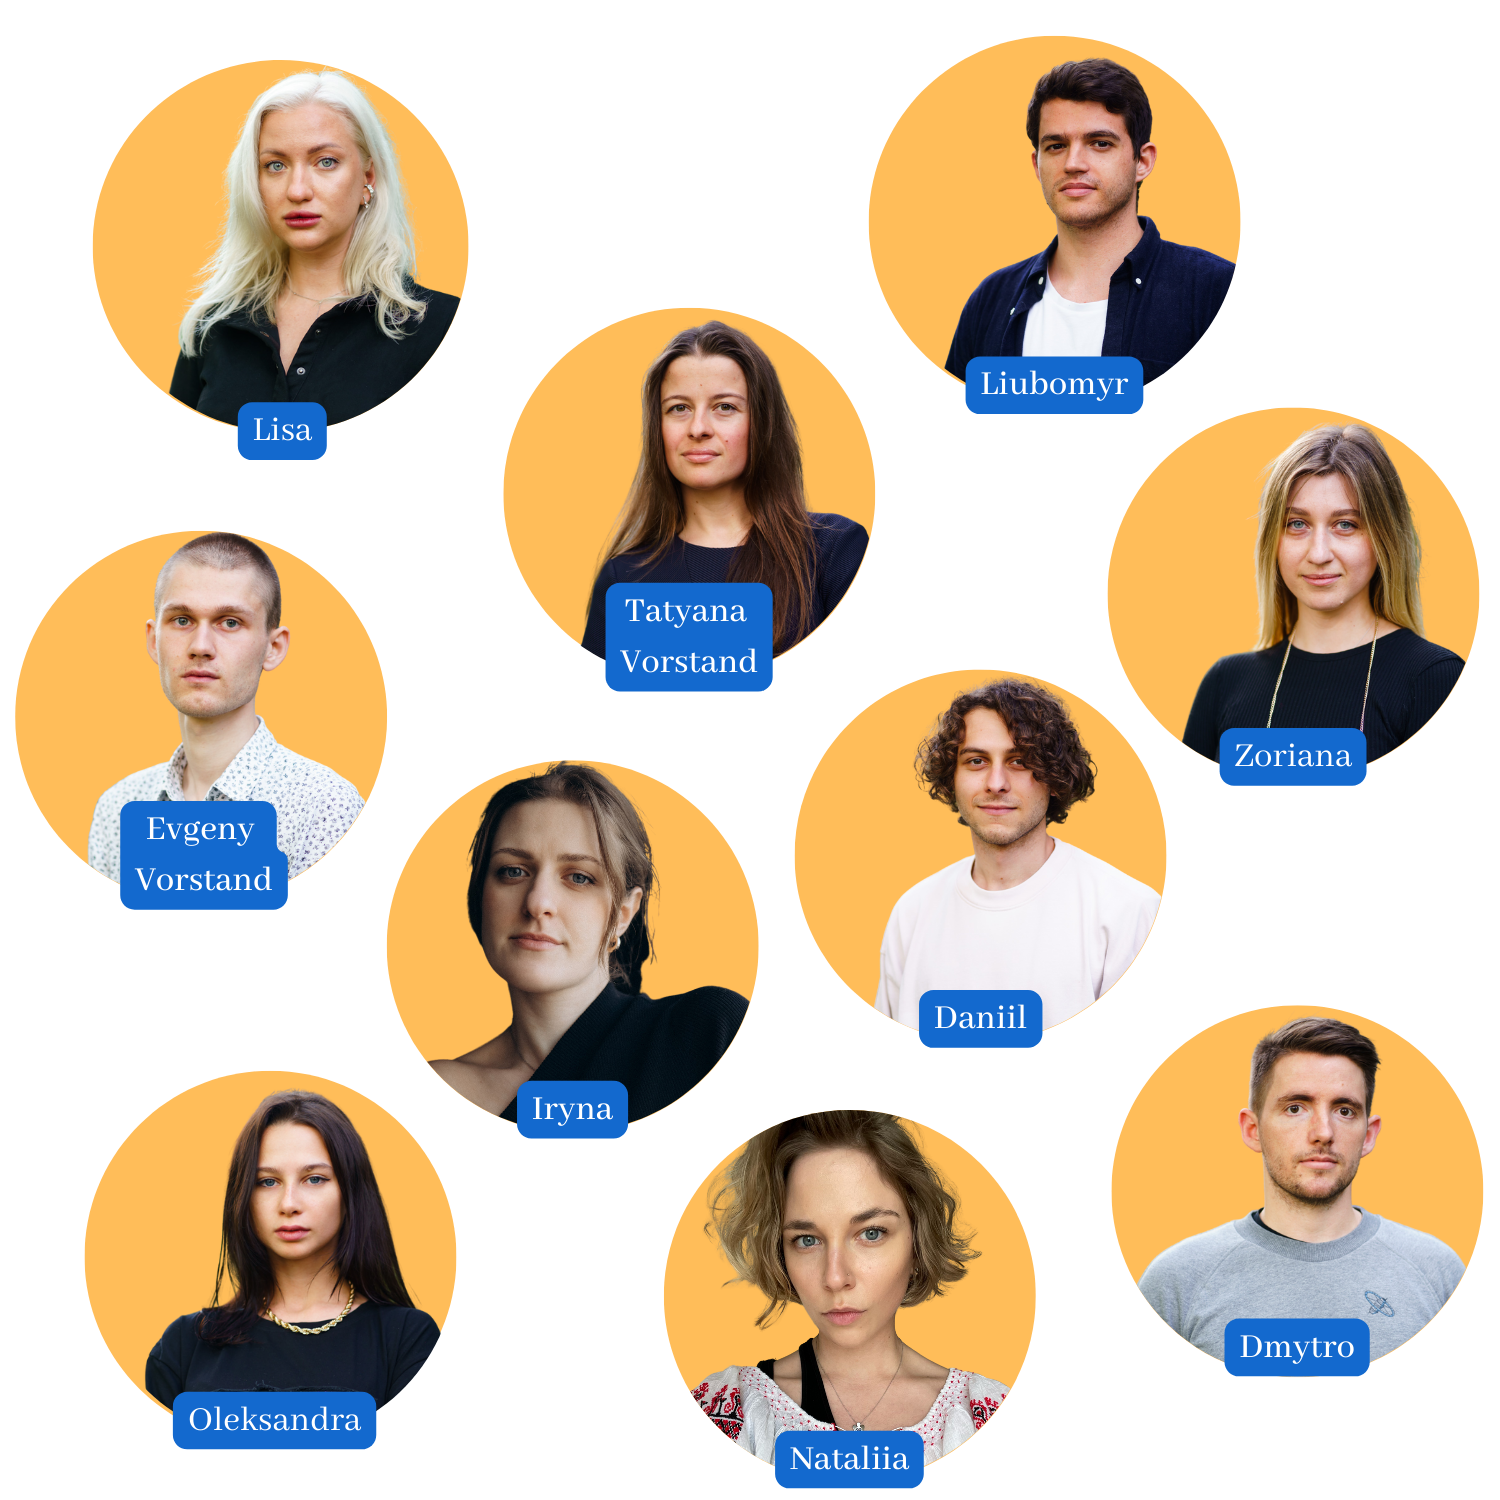 Lisa
Liubomyr
Tatyana
Vorstand
Zoriana
Evgeny
Vorstand
Daniil
Iryna
Dmytro
Oleksandra
Nataliia